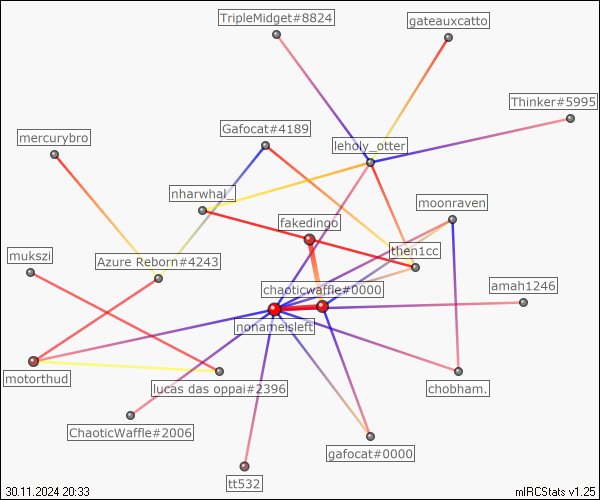 TripleMidget#8824
gateauxcatto
Thinker#5995
Gafocat#4189
mercurybro
leholy_otter
nharwhal_
moonraven
fakedingo
then1cc
mukszi
Azure Reborn#4243
chaoticwaffle#0000
amah1246
nonameisleft
motorthud
lucas das oppai#2396
chobham.
ChaoticWaffle#2006
gafocat#0000
tt532
30.11.2024 20:33
mIRCStats v1.25